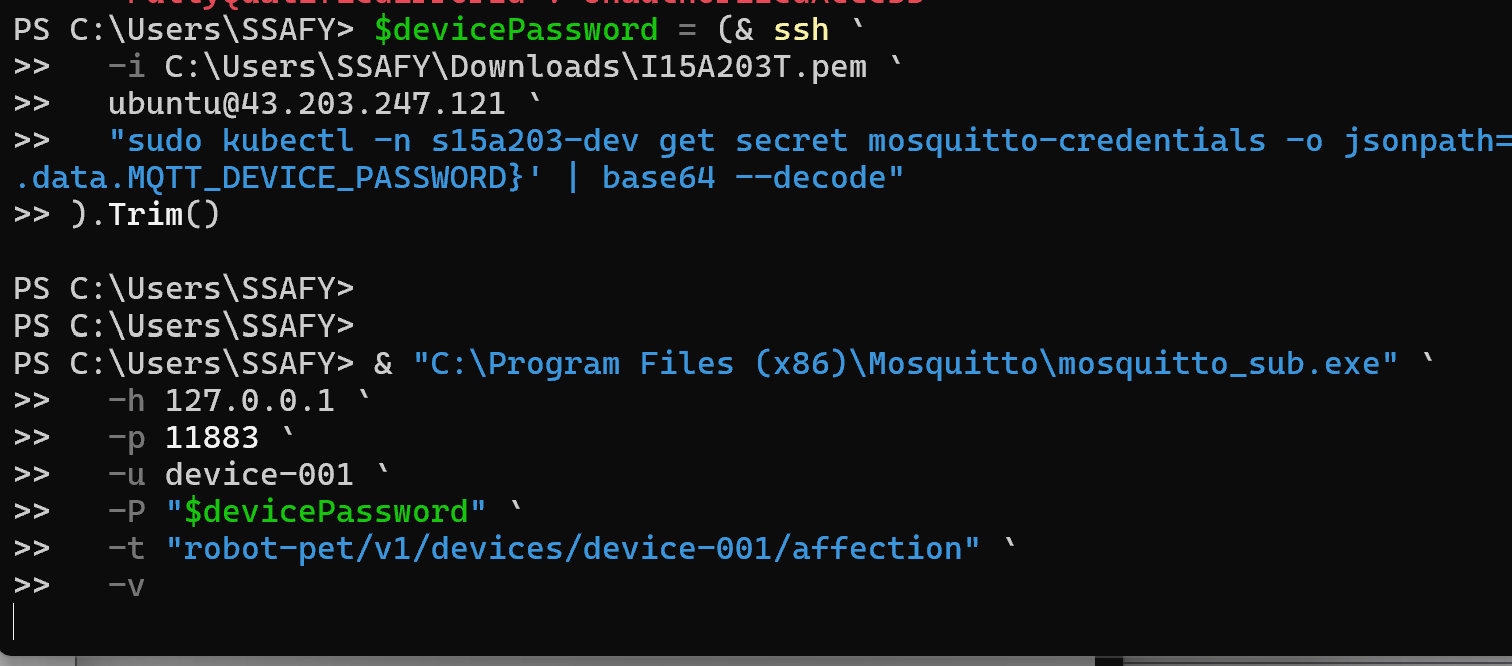 PS C:\Users\SSAFY> $devicePassword = (& ssh `
>>   -i C:\Users\SSAFY\Downloads\I15A203T.pem `
>>   ubuntu@43.203.247.121 `
>>   "sudo kubectl -n s15a203-dev get secret mosquitto-credentials -o jsonpath=
.data.MQTT_DEVICE_PASSWORD}' | base64 --decode"
>> ).Trim()
PS C:\Users\SSAFY>
PS C:\Users\SSAFY>
PS C:\Users\SSAFY> & "C:\Program Files (x86)\Mosquitto\mosquitto_sub.exe" `
>>   -h 127.0.0.1 `
>>   -p 11883 `
>>   -u device-001 `
>>   -P "$devicePassword" `
>>   -t "robot-pet/v1/devices/device-001/affection" `
>>   -v